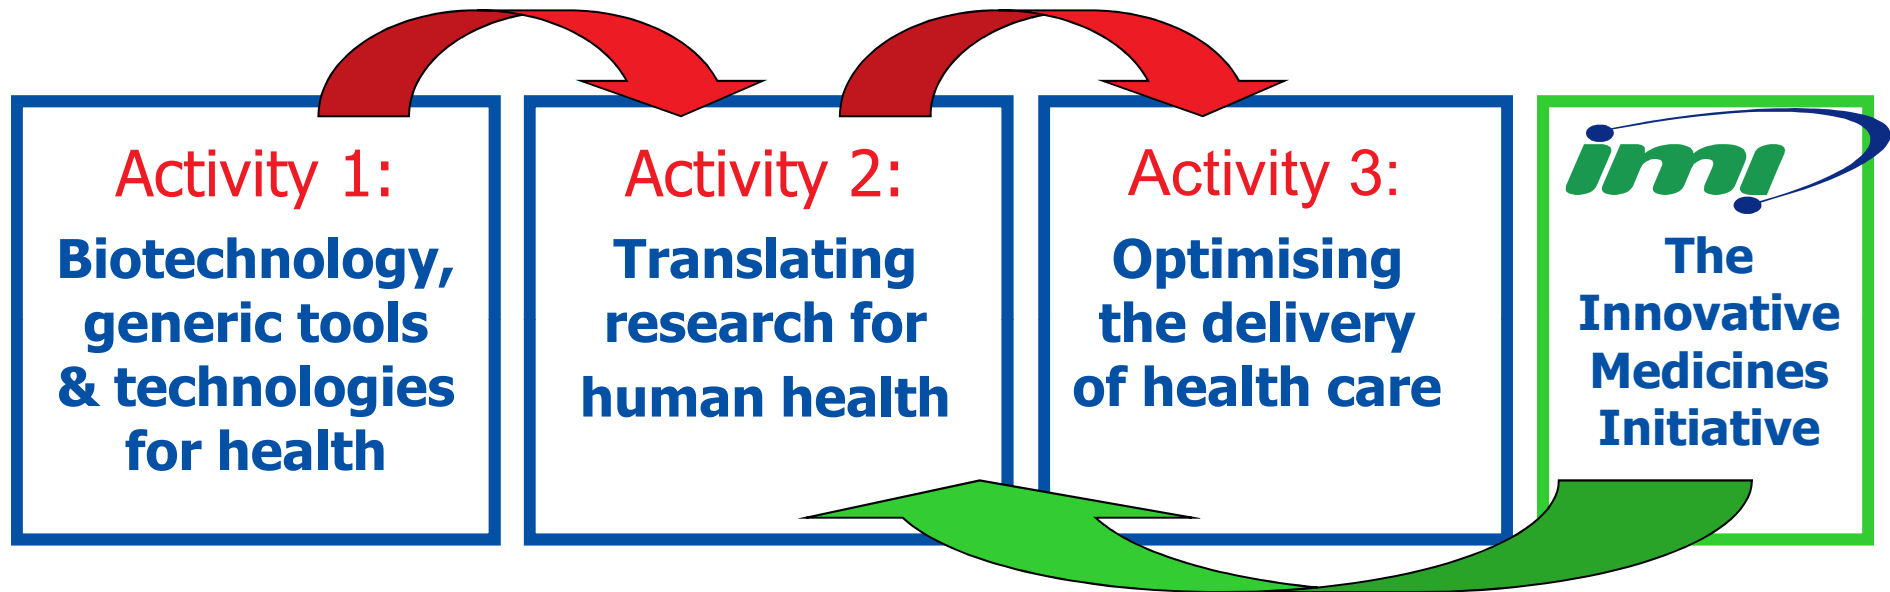 Activity 1:
Biotechnology,
generic tools
& technologies
for health
Activity 2:
Translating
research for
human health
Activity 3:
Optimising
the delivery
of health care
imi
The
Innovative
Medicines
Initiative